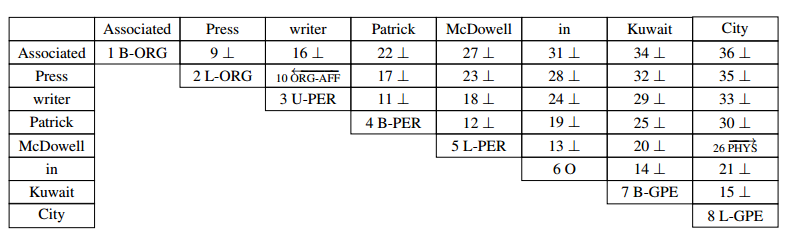 Associated Press writer Patrick McDowell in Kuwait City
Associated 1 B-ORG 9 ⊥ 16 ⊥ 22 ⊥ 27 ⊥ 31 ⊥ 34 ⊥ 36 ⊥
Press 2 L-ORG 10 ORG-AFF 17 ⊥ 23 ⊥ 28 ⊥ 32 ⊥ 35 ⊥
writer 3 U-PER 11 ⊥ 18 ⊥ 24 ⊥ 29 ⊥ 33 ⊥
Patrick 4 B-PER 12 ⊥ 19 ⊥ 25 ⊥ 30 ⊥
McDowell 5 L-PER 13 ⊥ 20 ⊥ 26 PHYS
in 6 O 14 ⊥ 21 ⊥
Kuwait 7 B-GPE 15 ⊥
City 8 L-GPE